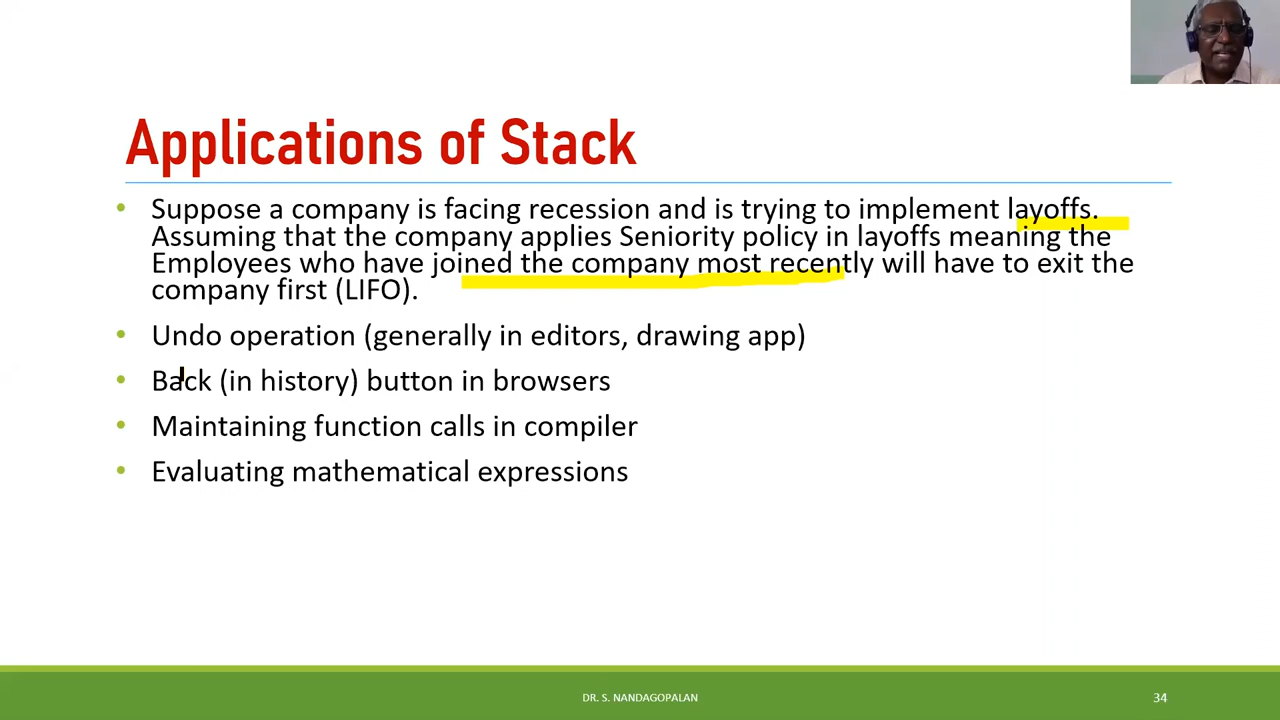 Applications of Stack
• Suppose a company is facing recession and is trying to implement layoffs.
Assuming that the company applies Seniority policy in layoffs meaning the
Employees who have joined the company most recently will have to exit the
company first (LIFO).
• Undo operation (generally in editors, drawing app)
• Back (in history) button in browsers
• Maintaining function calls in compiler
• Evaluating mathematical expressions
DR. S. NANDAGOPALAN
34